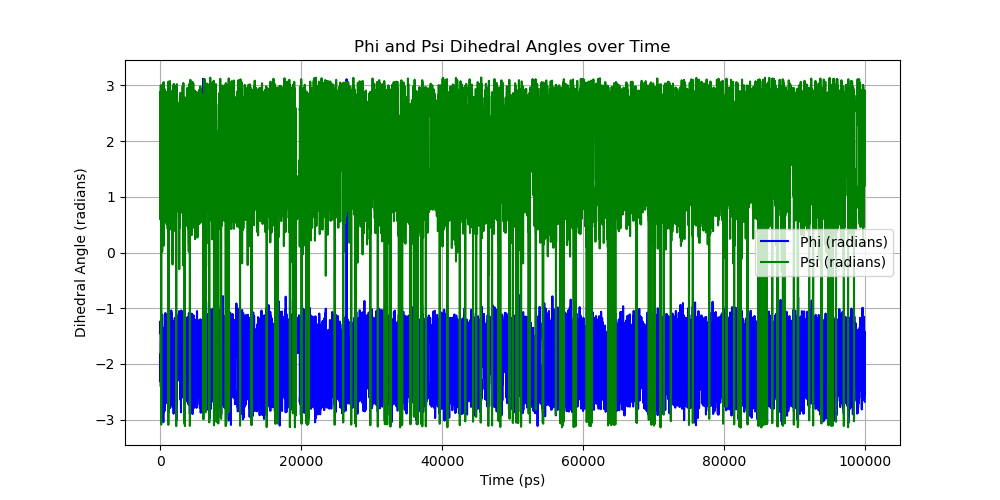 Phi and Psi Dihedral Angles over Time
3
2
1
0
−1
−2
−3
Dihedral Angle (radians)
Phi (radians)
Psi (radians)
0 20000 40000 60000 80000 100000
Time (ps)